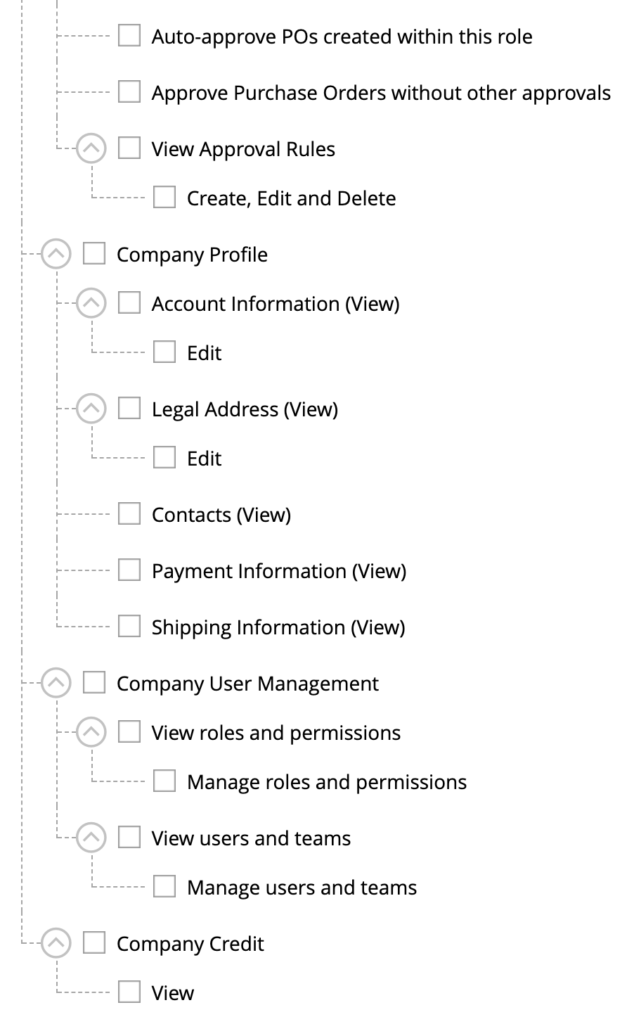 Auto-approve POs created within this role
Approve Purchase Orders without other approvals
View Approval Rules
Create, Edit and Delete
Company Profile
Account Information (View)
Edit
Legal Address (View)
Edit
Contacts (View)
Payment Information (View)
Shipping Information (View)
Company User Management
View roles and permissions
Manage roles and permissions
View users and teams
Manage users and teams
Company Credit
View